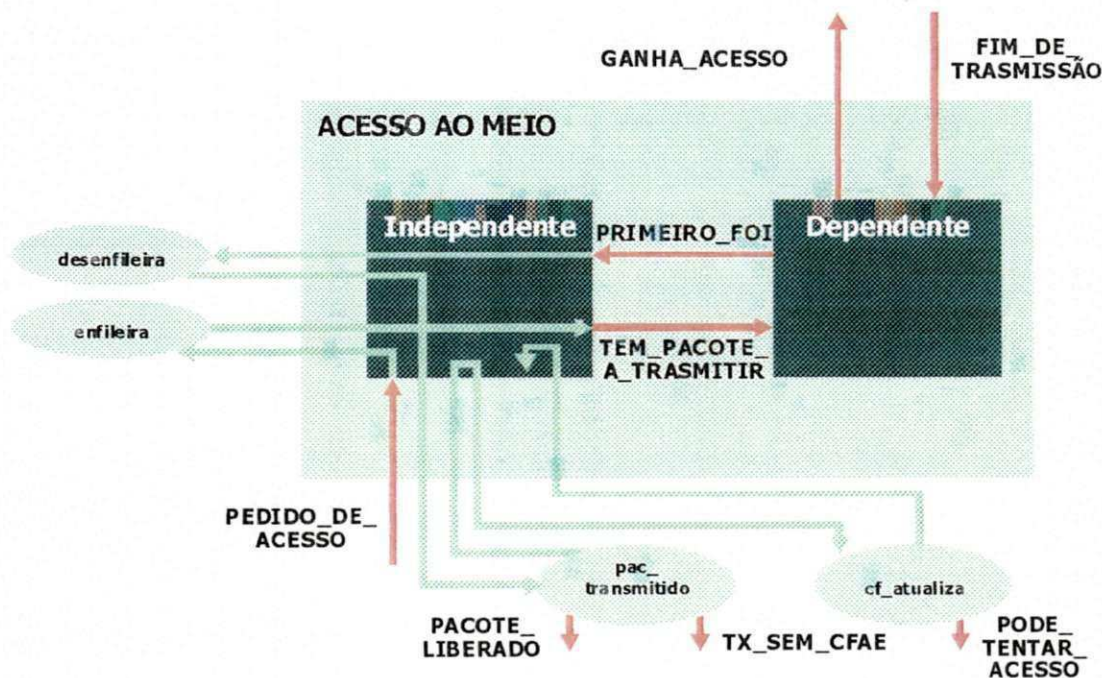 GANHA_ACESSO
FIM_DE_
TRASMISSÃO
ACESSO AO MEIO
Independente
PRIMEIRO_FOI
Dependente
desenfileira
enfileira
TEM_PACOTE_
A_TRASMITIR
PEDIDO_DE_
ACESSO
pac_
transmitido
cf_atualiza
PACOTE_
LIBERADO
TX_SEM_CFAE
PODE_
TENTAR_
ACESSO